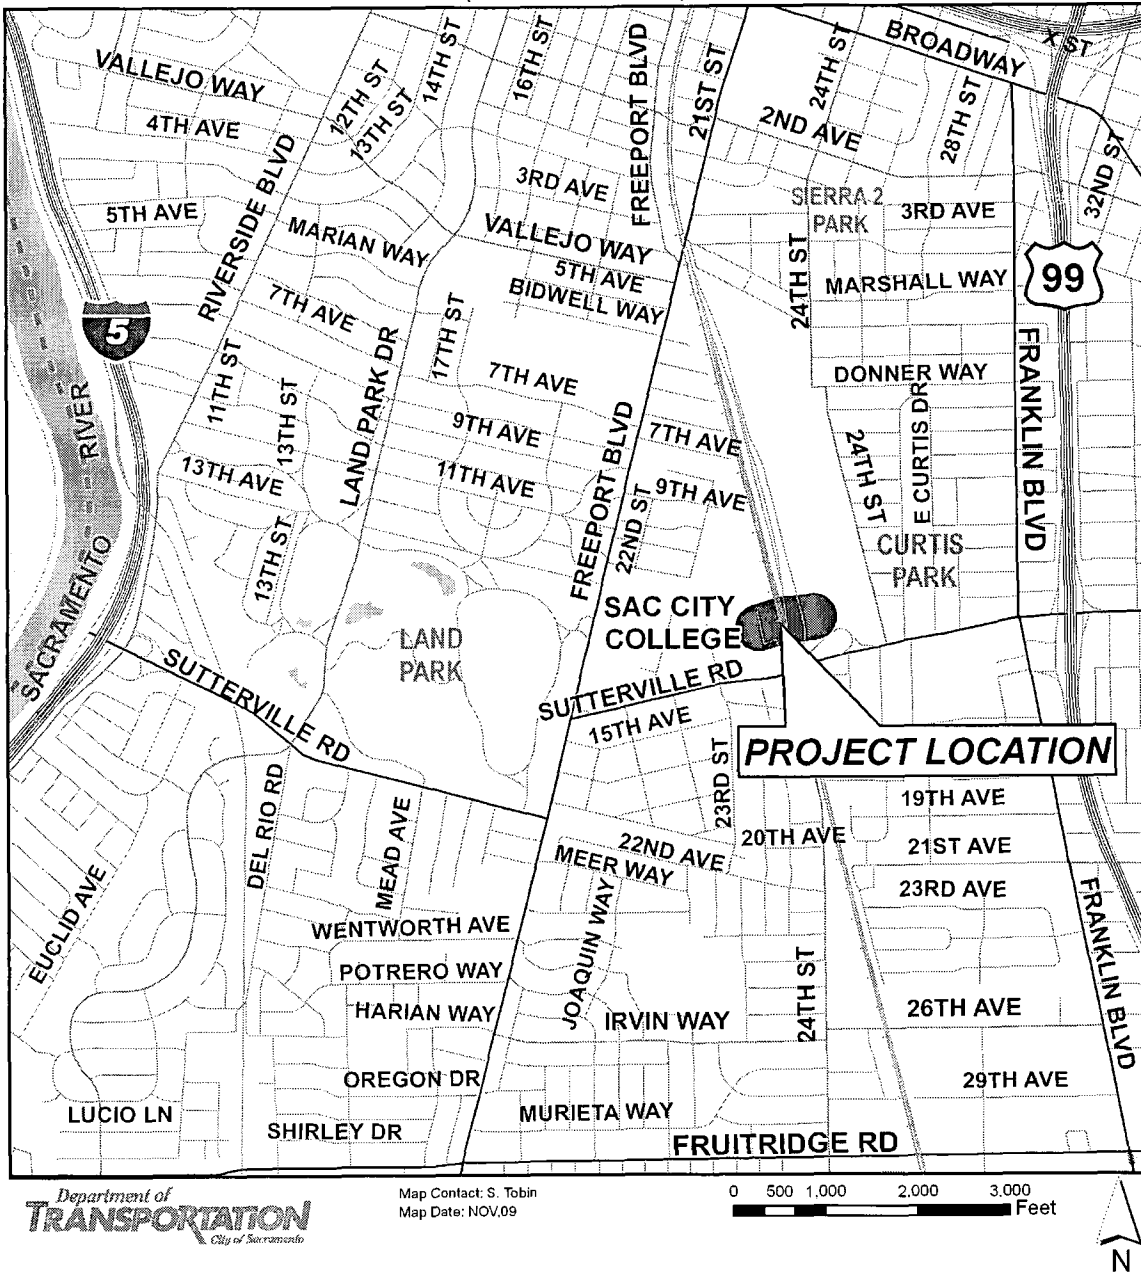 BROADWAY
X ST
VALLEJO WAY
4TH AVE
5TH AVE
12TH ST
13TH ST
14TH ST
16TH ST
FREEPORT BLVD
21ST ST
24TH ST
2ND AVE
28TH ST
32ND ST
RIVERSIDE BLVD
3RD AVE
SIERRA 2
PARK
3RD AVE
MARIAN WAY
VALLEJO WAY
5TH AVE
BIDWELL WAY
24TH ST
MARSHALL WAY
99
5
7TH AVE
17TH ST
LAND PARK DR
7TH AVE
DONNER WAY
FRANKLIN BLVD
11TH ST
13TH ST
9TH AVE
FREEPORT BLVD
7TH AVE
24TH ST
E CURTIS DR
13TH AVE
11TH AVE
22ND ST
9TH AVE
13TH ST
CURTIS
PARK
SACRAMENTO RIVER
SAC CITY
COLLEGE
LAND
PARK
SUTTERVILLE RD
SUTTERVILLE RD
15TH AVE
PROJECT LOCATION
23RD ST
DEL RIO RD
MEAD AVE
19TH AVE
20TH AVE
21ST AVE
22ND AVE
MEER WAY
23RD AVE
EUCLID AVE
WENTWORTH AVE
JOAQUIN WAY
FRANKLIN BLVD
POTRERO WAY
24TH ST
HARIAN WAY
IRVIN WAY
26TH AVE
OREGON DR
29TH AVE
LUCIO LN
SHIRLEY DR
MURIETA WAY
FRUITRIDGE RD
Department of
TRANSPORTATION
City of Sacramento
Map Contact: S. Tobin
Map Date: NOV,09
0 500 1,000 2,000 3,000
Feet
N